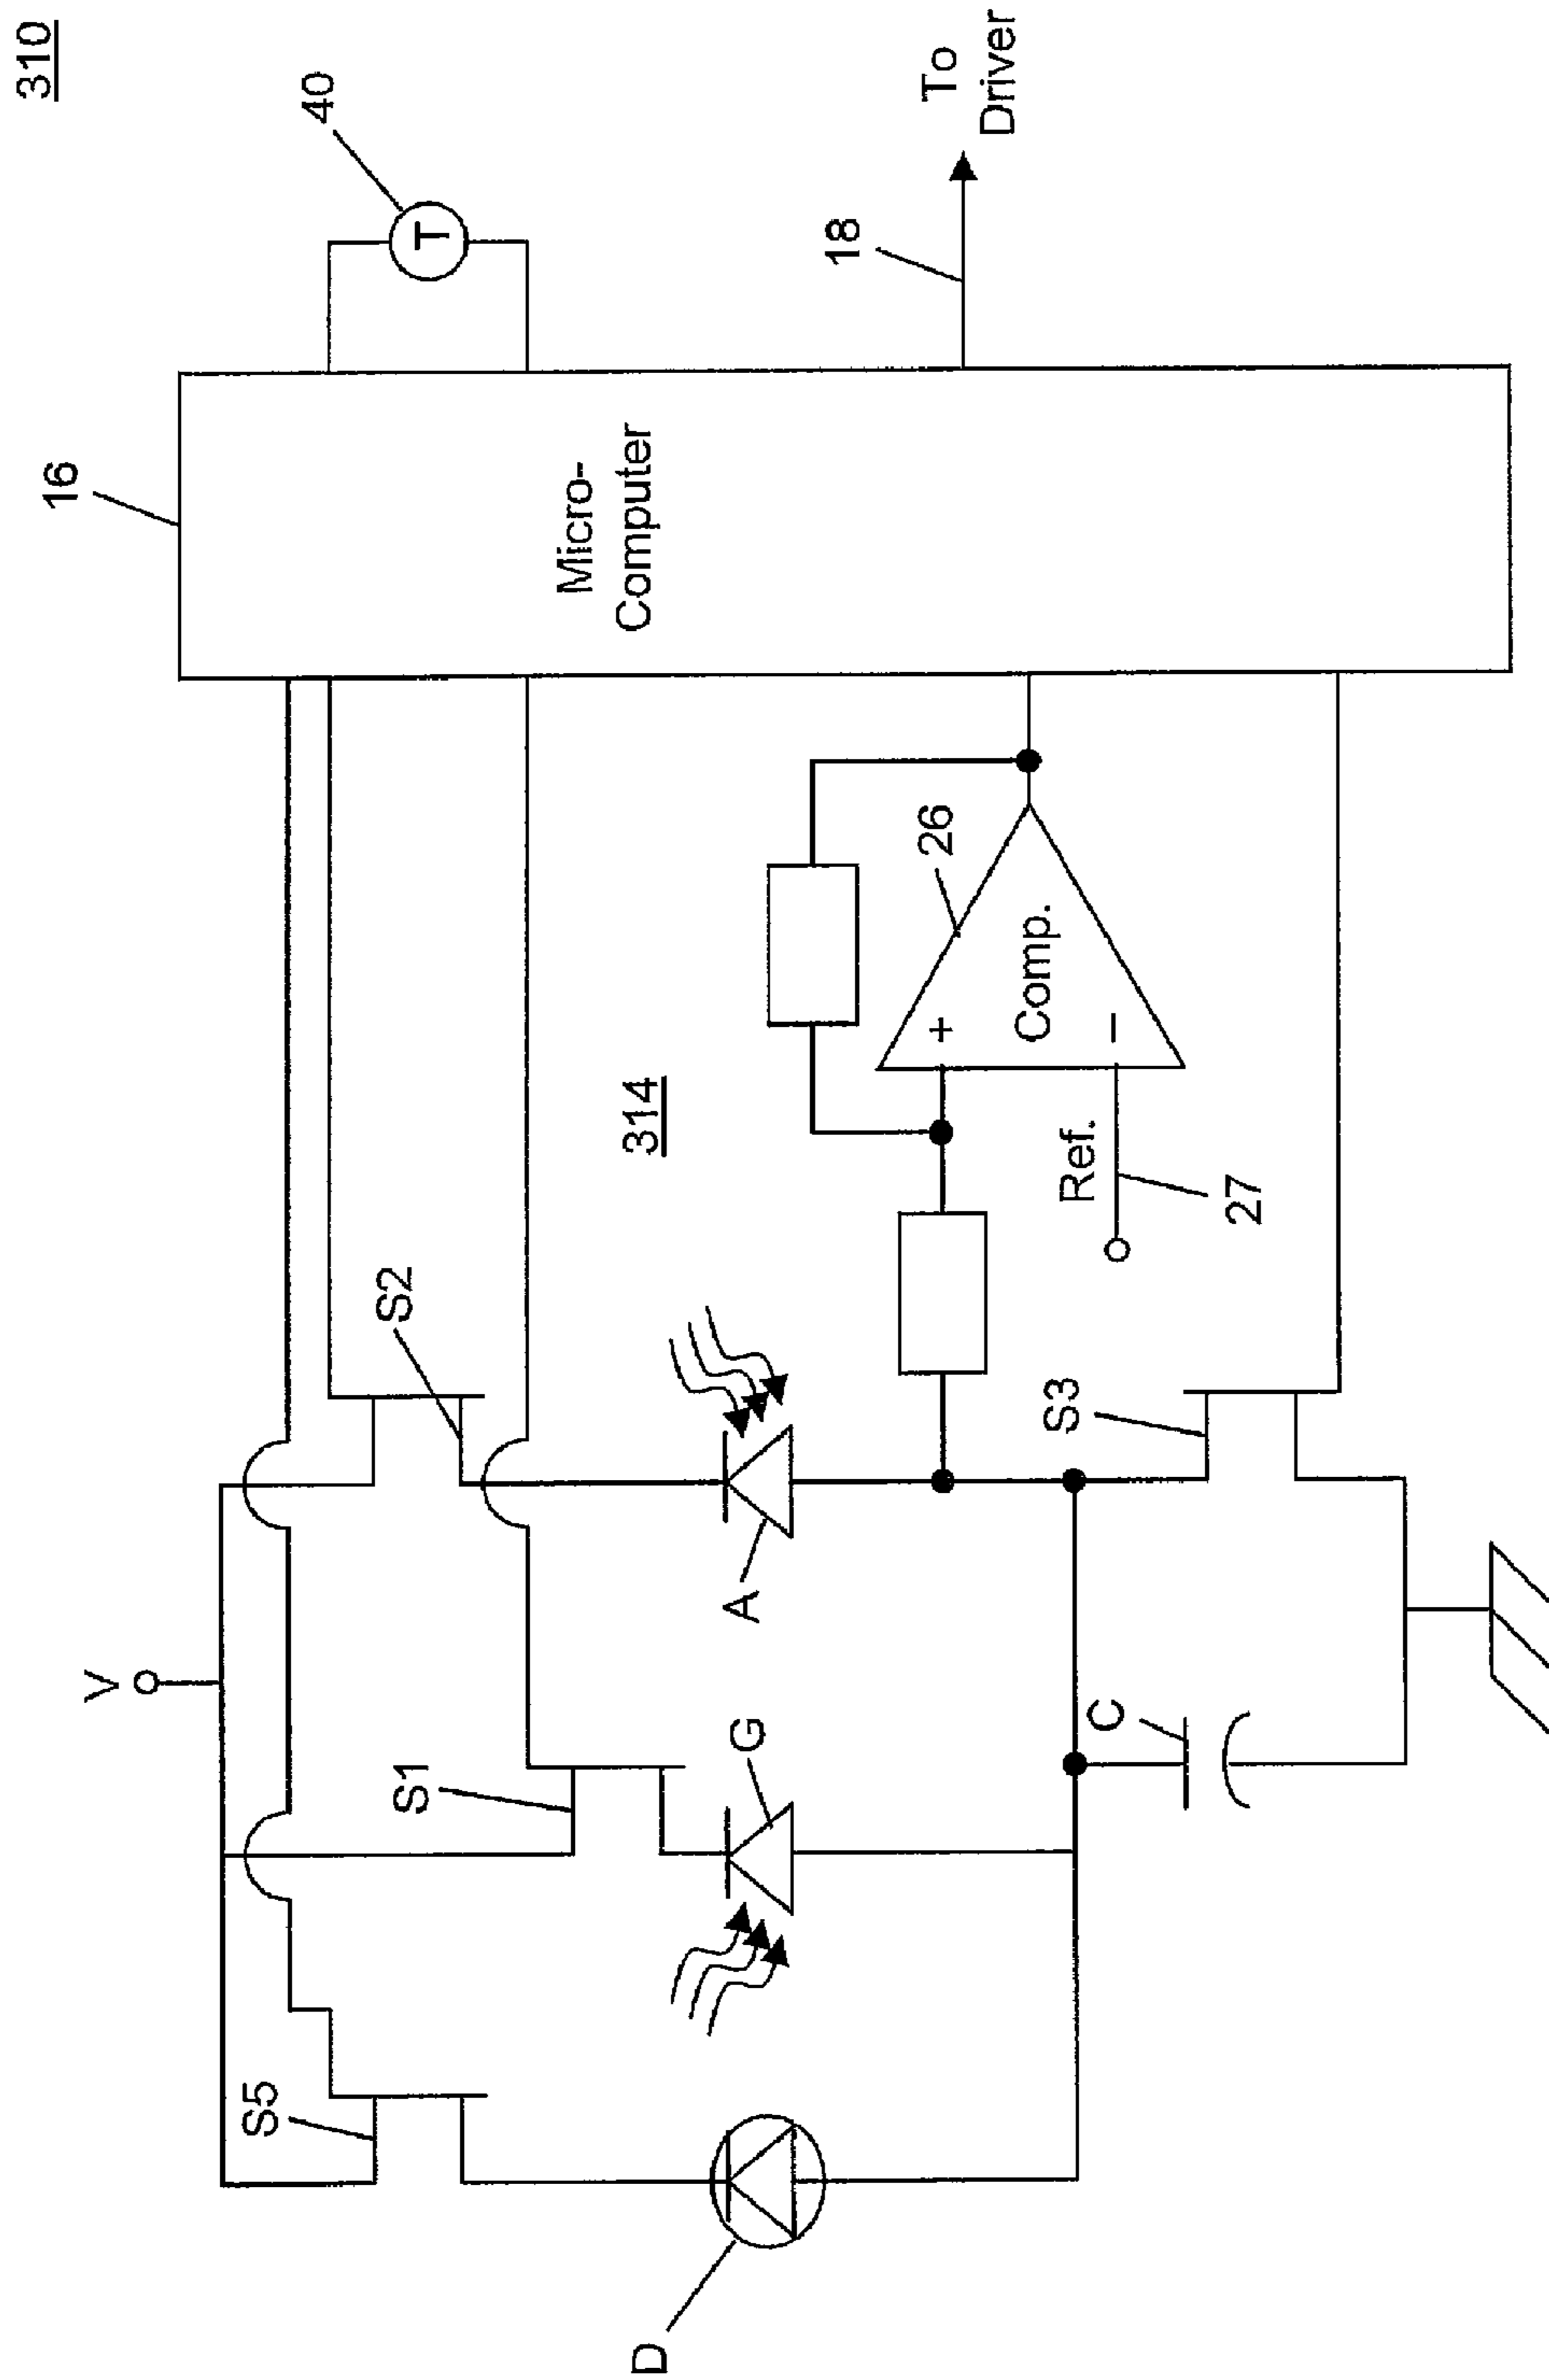 310
40
T
To
Driver
18
16
Micro-
Computer
26
Comp.
+
−
314
Ref.
27
S2
S3
A
V
S1
G
C
S5
D